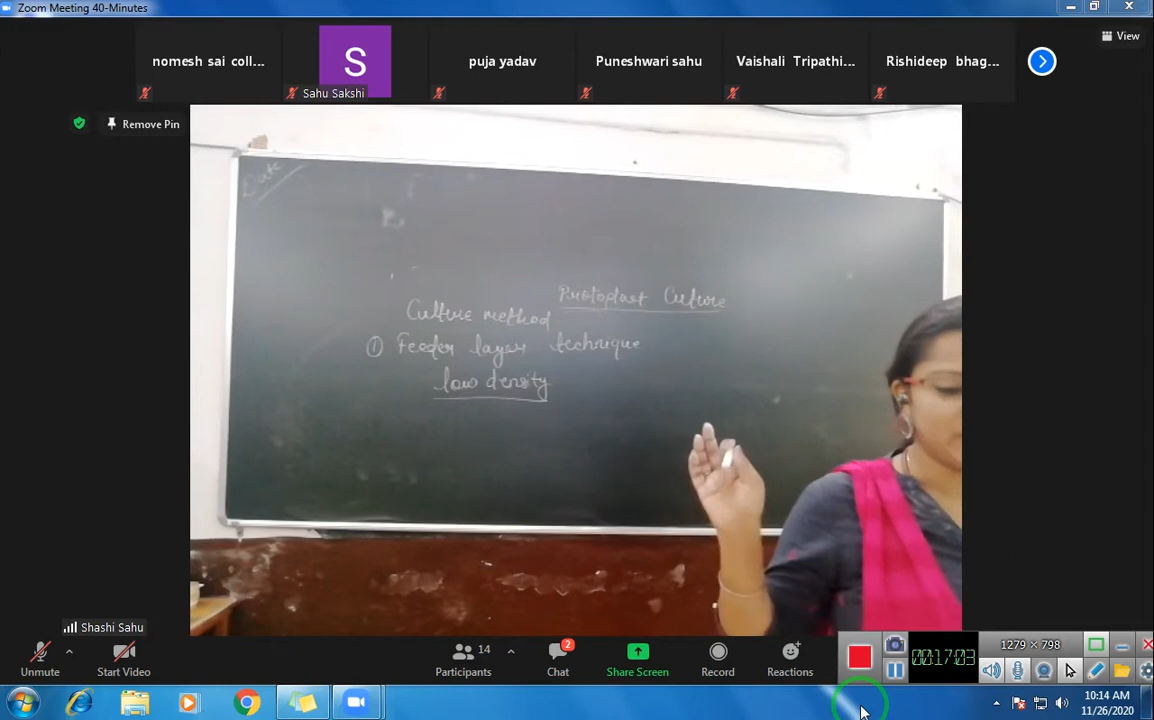 Zoom Meeting 40-Minutes
View
nomesh sai coll...
S
Sahu Sakshi
puja yadav
Puneshwari sahu
Vaishali Tripathi...
Rishideep bhag...
Remove Pin
Date
Protoplast Culture
Culture method
① Feeder layer technique
low density
Shashi Sahu
Unmute
Start Video
14
Participants
2
Chat
Share Screen
Record
Reactions
1279 × 798
00:17:03
10:14 AM
11/26/2020